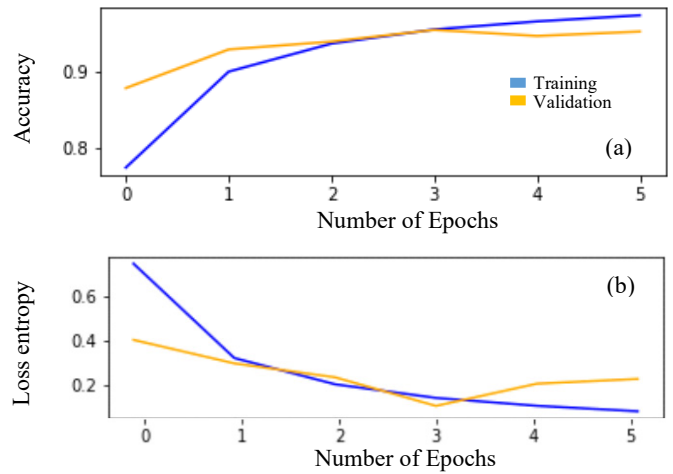 Accuracy
0.9
0.8
Training
Validation
(a)
0 1 2 3 4 5
Number of Epochs
Loss entropy
0.6
0.4
0.2
(b)
0 1 2 3 4 5
Number of Epochs